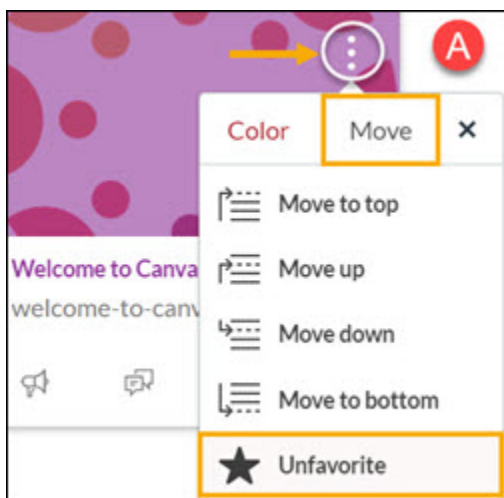 A
Color Move ×
Move to top
Welcome to Canva
Move up
welcome-to-canv
Move down
Move to bottom
Unfavorite